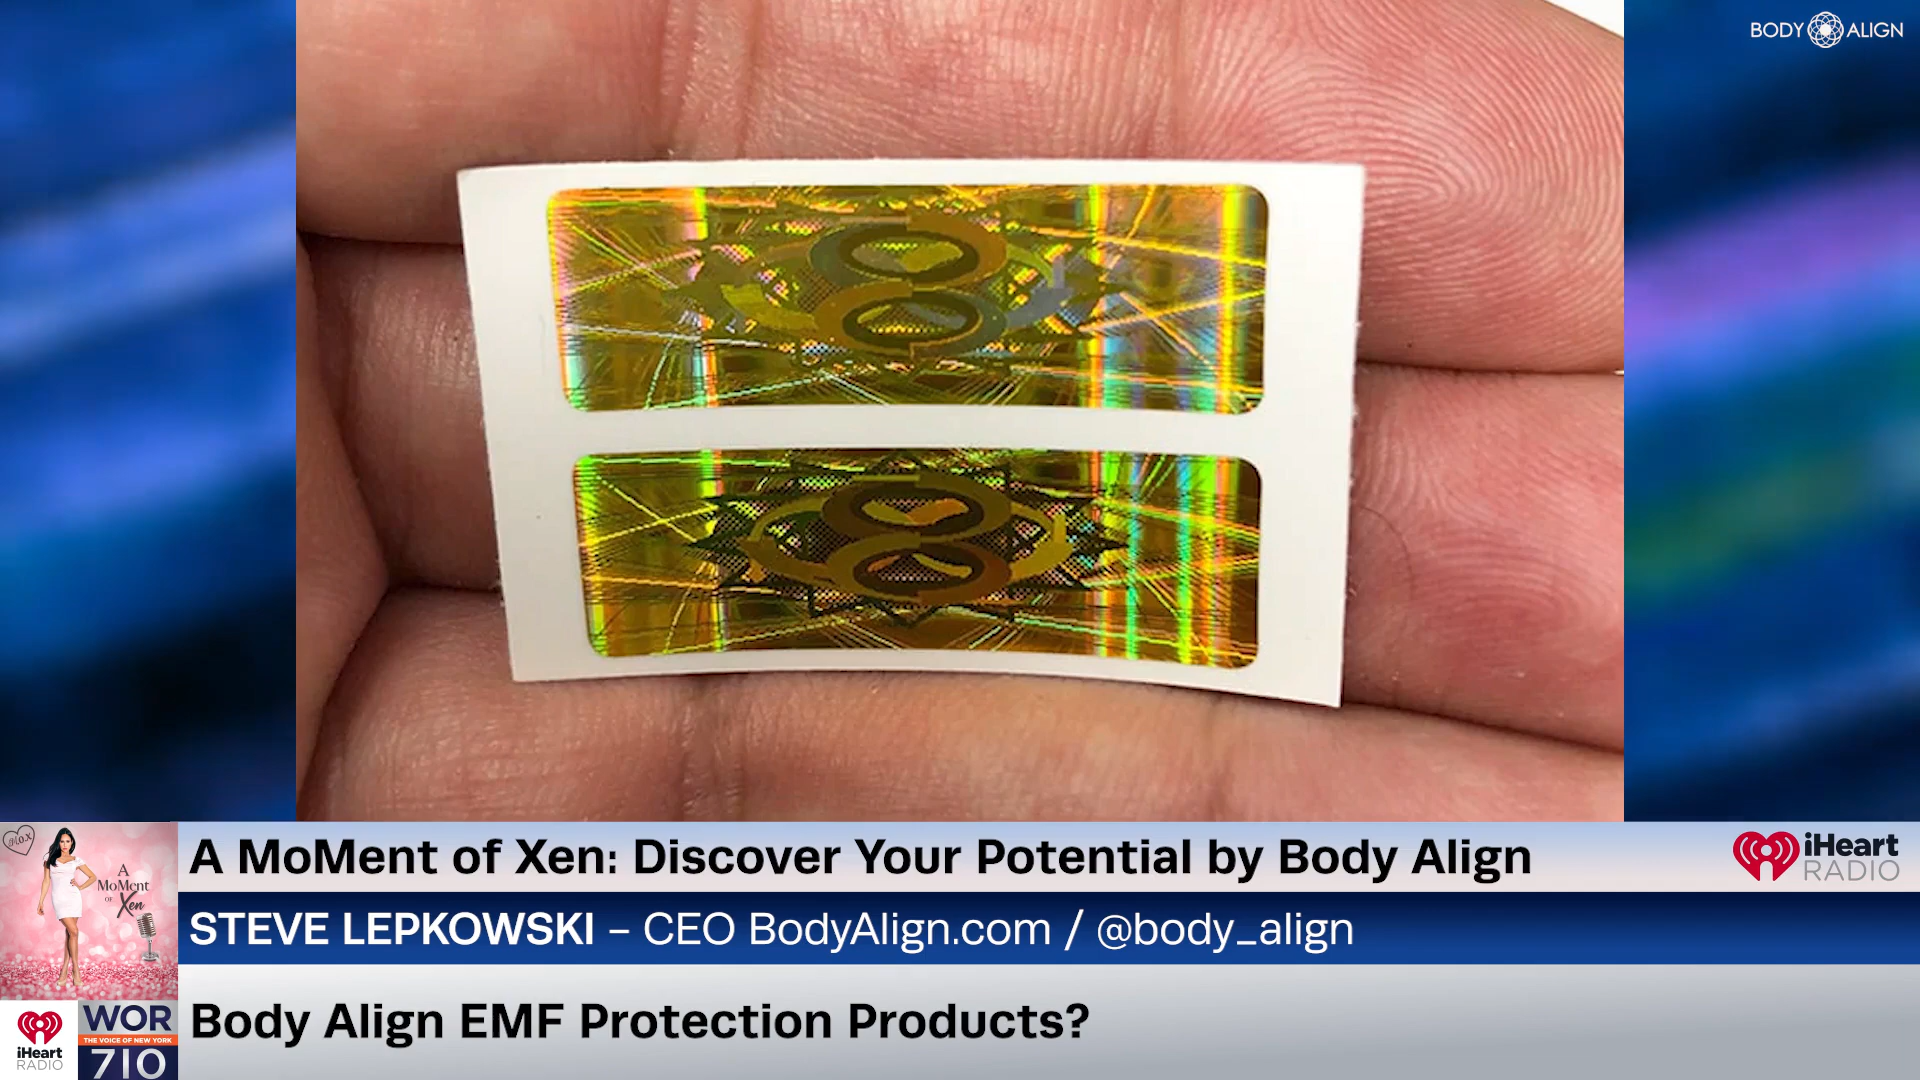 BODY ALIGN
A MoMent of Xen: Discover Your Potential by Body Align
iHeart
RADIO
STEVE LEPKOWSKI – CEO BodyAlign.com / @body_align
Body Align EMF Protection Products?
M.O.X
A
MoMent
OF Xen
iHeart
RADIO
WOR
THE VOICE OF NEW YORK
710